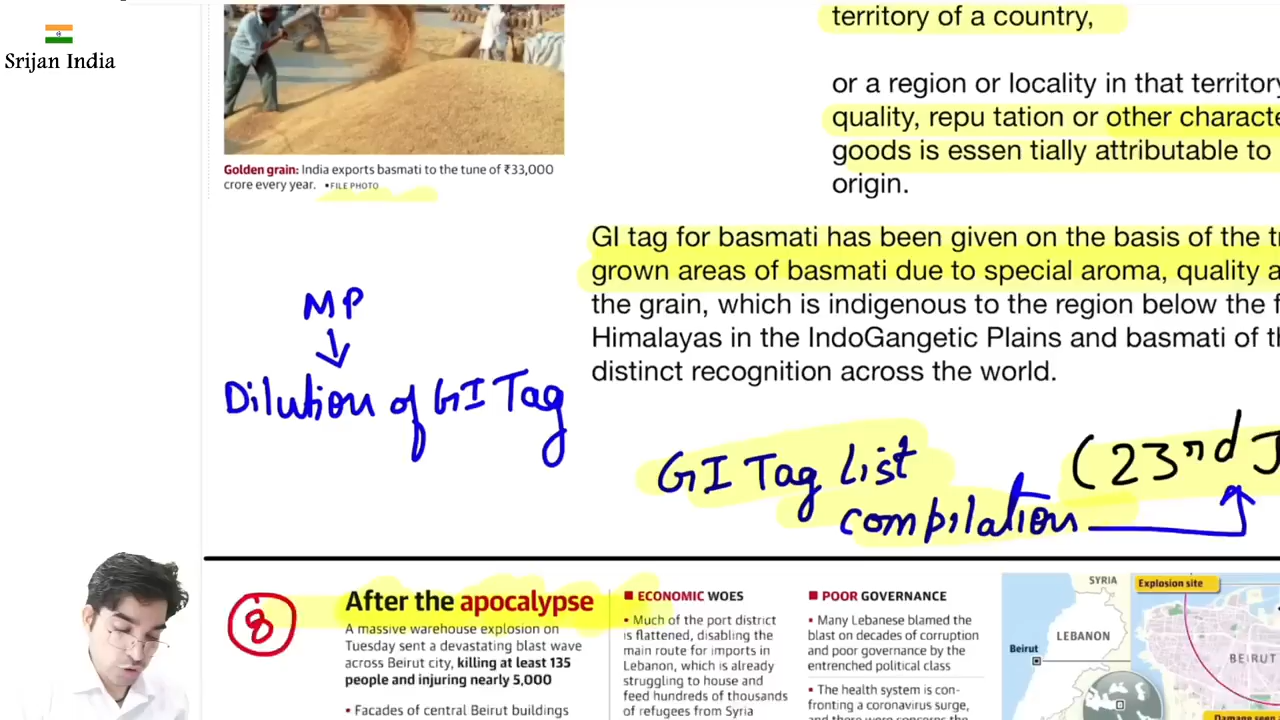 Srijan India
territory of a country,
or a region or locality in that territory
quality, repu tation or other characte
goods is essen tially attributable to
origin.
Golden grain: India exports basmati to the tune of ₹33,000
crore every year. • FILE PHOTO
GI tag for basmati has been given on the basis of the tr
grown areas of basmati due to special aroma, quality a
the grain, which is indigenous to the region below the f
Himalayas in the IndoGangetic Plains and basmati of th
distinct recognition across the world.
MP
Dilution of GI Tag
GI Tag list
compilation
(23rd J
8
After the apocalypse
A massive warehouse explosion on
Tuesday sent a devastating blast wave
across Beirut city, killing at least 135
people and injuring nearly 5,000
• Facades of central Beirut buildings
ECONOMIC WOES
• Much of the port district
is flattened, disabling the
main route for imports in
Lebanon, which is already
struggling to house and
feed hundreds of thousands
of refugees from Syria
POOR GOVERNANCE
• Many Lebanese blamed the
blast on decades of corruption
and poor governance by the
entrenched political class
• The health system is con-
fronting a coronavirus surge,
and there were concerns the
SYRIA
LEBANON
Beirut
Explosion site
BEIRUT
Damage seen